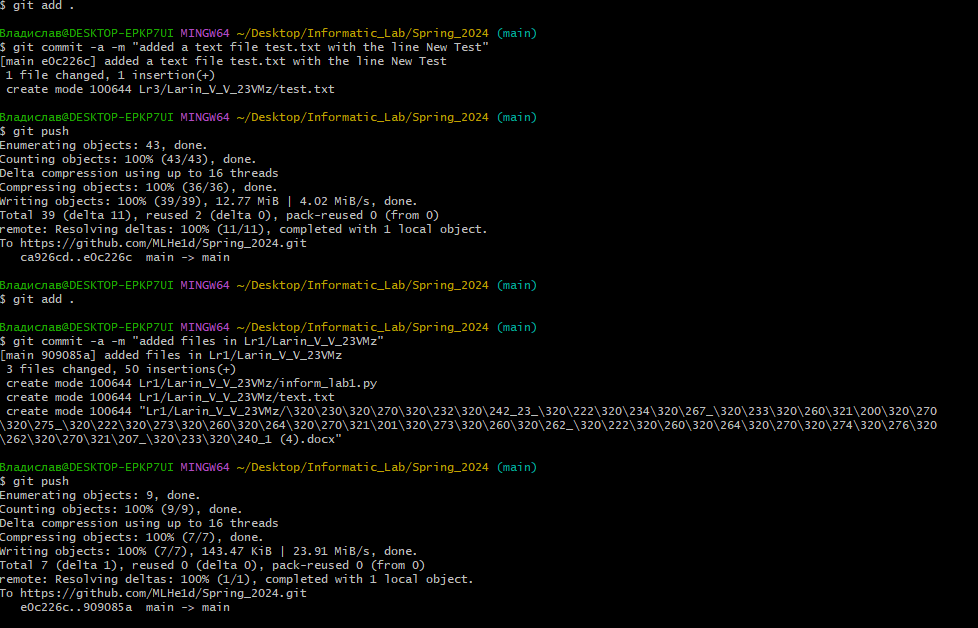 $ git add .
Владислав@DESKTOP-EPKP7UI MINGW64 ~/Desktop/Informatic_Lab/Spring_2024 (main)
$ git commit -a -m "added a text file test.txt with the line New Test"
[main e0c226c] added a text file test.txt with the line New Test
 1 file changed, 1 insertion(+)
 create mode 100644 Lr3/Larin_V_V_23VMz/test.txt
Владислав@DESKTOP-EPKP7UI MINGW64 ~/Desktop/Informatic_Lab/Spring_2024 (main)
$ git push
Enumerating objects: 43, done.
Counting objects: 100% (43/43), done.
Delta compression using up to 16 threads
Compressing objects: 100% (36/36), done.
Writing objects: 100% (39/39), 12.77 MiB | 4.02 MiB/s, done.
Total 39 (delta 11), reused 2 (delta 0), pack-reused 0 (from 0)
remote: Resolving deltas: 100% (11/11), completed with 1 local object.
To https://github.com/MLHe1d/Spring_2024.git
   ca926cd..e0c226c  main -> main
Владислав@DESKTOP-EPKP7UI MINGW64 ~/Desktop/Informatic_Lab/Spring_2024 (main)
$ git add .
Владислав@DESKTOP-EPKP7UI MINGW64 ~/Desktop/Informatic_Lab/Spring_2024 (main)
$ git commit -a -m "added files in Lr1/Larin_V_V_23VMz"
[main 909085a] added files in Lr1/Larin_V_V_23VMz
 3 files changed, 50 insertions(+)
 create mode 100644 Lr1/Larin_V_V_23VMz/inform_lab1.py
 create mode 100644 Lr1/Larin_V_V_23VMz/text.txt
 create mode 100644 "Lr1/Larin_V_V_23VMz/\320\230\320\270\320\232\320\242_23_\320\222\320\234\320\267_\320\233\320\260\321\200\320\270
\320\275_\320\222\320\273\320\260\320\264\320\270\321\201\320\273\320\260\320\262_\320\222\320\260\320\264\320\270\320\274\320\276\320
\262\320\270\321\207_\320\233\320\240_1 (4).docx"
Владислав@DESKTOP-EPKP7UI MINGW64 ~/Desktop/Informatic_Lab/Spring_2024 (main)
$ git push
Enumerating objects: 9, done.
Counting objects: 100% (9/9), done.
Delta compression using up to 16 threads
Compressing objects: 100% (7/7), done.
Writing objects: 100% (7/7), 143.47 KiB | 23.91 MiB/s, done.
Total 7 (delta 1), reused 0 (delta 0), pack-reused 0 (from 0)
remote: Resolving deltas: 100% (1/1), completed with 1 local object.
To https://github.com/MLHe1d/Spring_2024.git
   e0c226c..909085a  main -> main